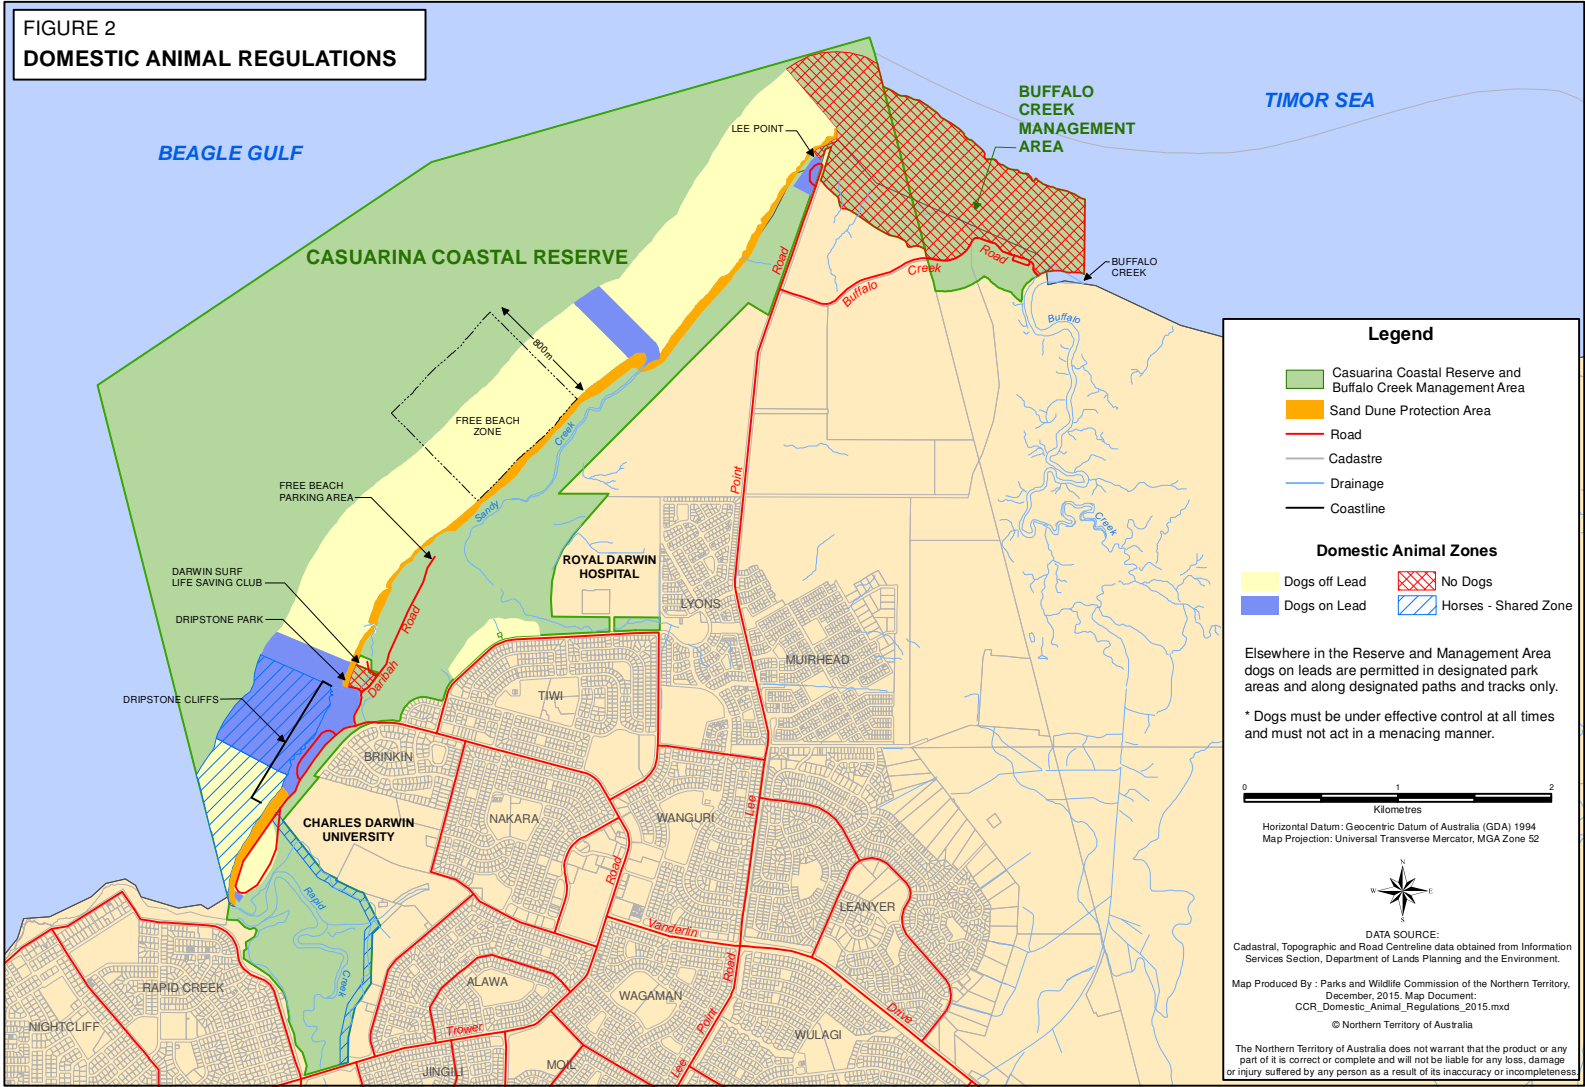 FIGURE 2
DOMESTIC ANIMAL REGULATIONS
BEAGLE GULF
TIMOR SEA
BUFFALO
CREEK
MANAGEMENT
AREA
LEE POINT
CASUARINA COASTAL RESERVE
Road
Buffalo
Creek
Road
BUFFALO
CREEK
Buffalo
Creek
800m
FREE BEACH
ZONE
Creek
Sandy
FREE BEACH
PARKING AREA
Point
ROYAL DARWIN
HOSPITAL
DARWIN SURF
LIFE SAVING CLUB
DRIPSTONE PARK
Road
Daribah
DRIPSTONE CLIFFS
LYONS
MUIRHEAD
TIWI
BRINKIN
CHARLES DARWIN
UNIVERSITY
NAKARA
WANGURI
Lee
Road
LEANYER
Vanderlin
Rapid
Creek
RAPID CREEK
NIGHTCLIFF
ALAWA
WAGAMAN
Road
Point
Lee
Drive
WULAGI
Trower
JINGILI
MOIL
Legend
Casuarina Coastal Reserve and
Buffalo Creek Management Area
Sand Dune Protection Area
Road
Cadastre
Drainage
Coastline
Domestic Animal Zones
Dogs off Lead
No Dogs
Dogs on Lead
Horses - Shared Zone
Elsewhere in the Reserve and Management Area
dogs on leads are permitted in designated park
areas and along designated paths and tracks only.
* Dogs must be under effective control at all times
and must not act in a menacing manner.
0 1 2
Kilometres
Horizontal Datum: Geocentric Datum of Australia (GDA) 1994
Map Projection: Universal Transverse Mercator, MGA Zone 52
N
W E
S
DATA SOURCE:
Cadastral, Topographic and Road Centreline data obtained from Information
Services Section, Department of Lands Planning and the Environment.
Map Produced By : Parks and Wildlife Commission of the Northern Territory,
December, 2015. Map Document:
CCR_Domestic_Animal_Regulations_2015.mxd
© Northern Territory of Australia
The Northern Territory of Australia does not warrant that the product or any
part of it is correct or complete and will not be liable for any loss, damage
or injury suffered by any person as a result of its inaccuracy or incompleteness.